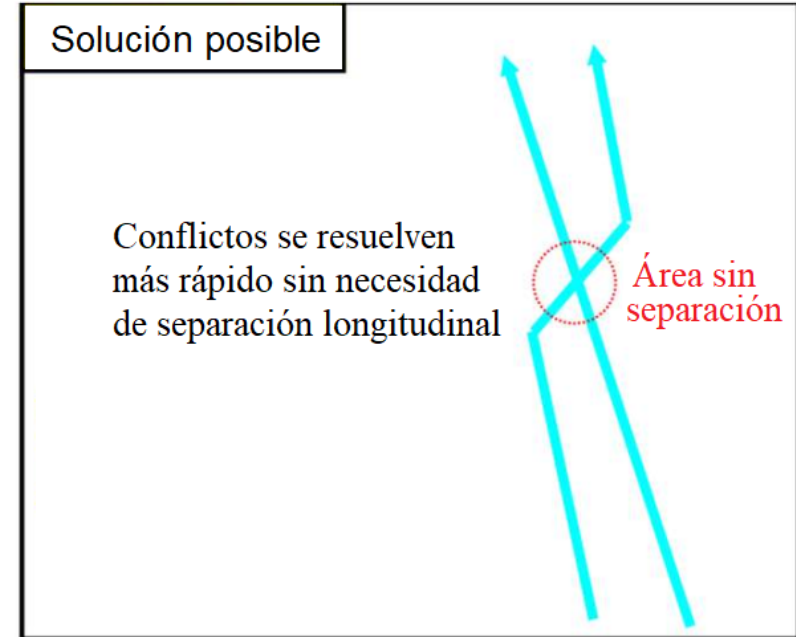 Solución posible
Conflictos se resuelven
más rápido sin necesidad
de separación longitudinal
Área sin
separación